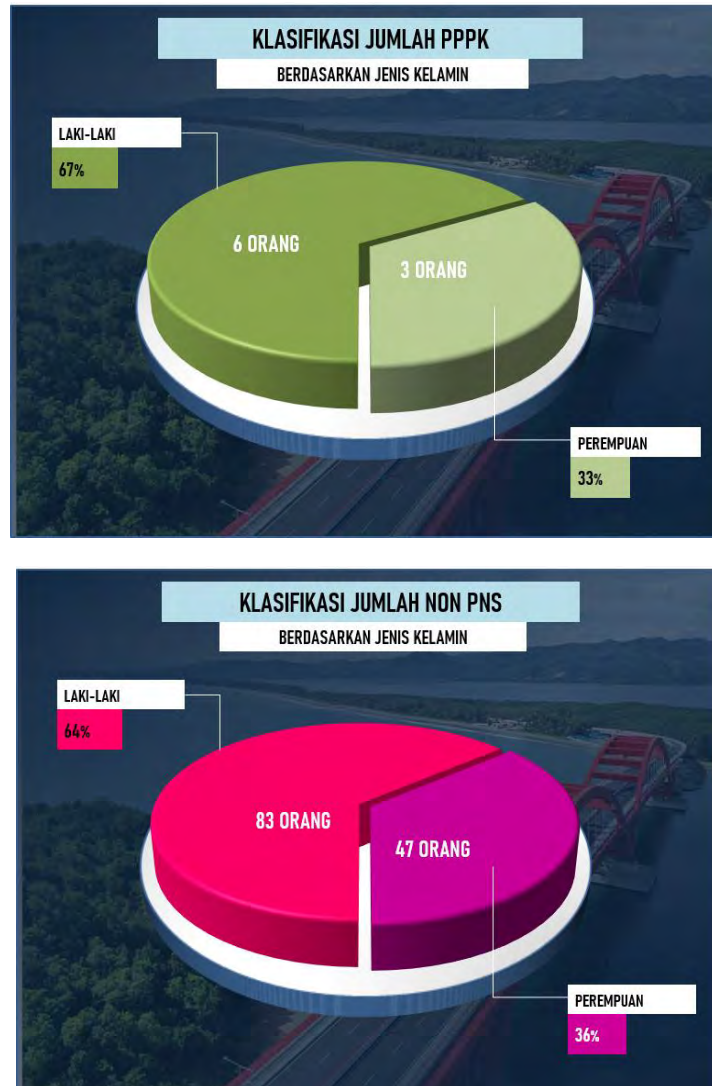 KLASIFIKASI JUMLAH PPPK
BERDASARKAN JENIS KELAMIN
LAKI-LAKI
67%
6 ORANG
3 ORANG
PEREMPUAN
33%
KLASIFIKASI JUMLAH NON PNS
BERDASARKAN JENIS KELAMIN
LAKI-LAKI
64%
83 ORANG
47 ORANG
PEREMPUAN
36%